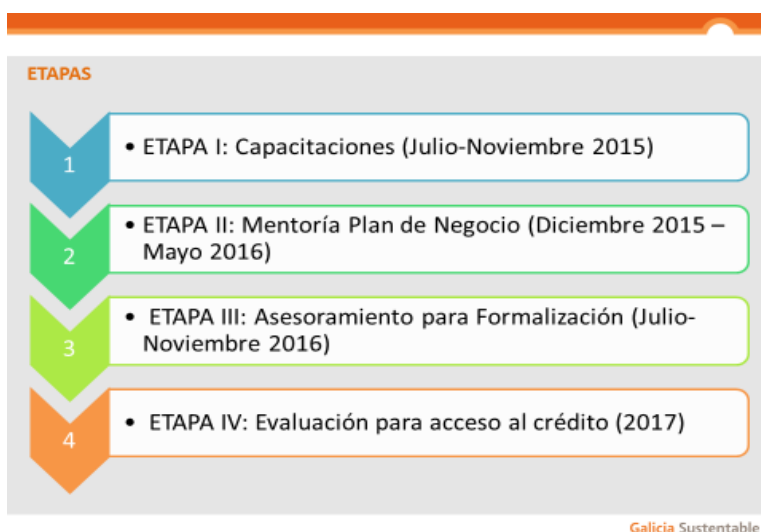 ETAPAS
1
• ETAPA I: Capacitaciones (Julio-Noviembre 2015)
2
• ETAPA II: Mentoría Plan de Negocio (Diciembre 2015 –
Mayo 2016)
3
• ETAPA III: Asesoramiento para Formalización (Julio-
Noviembre 2016)
4
• ETAPA IV: Evaluación para acceso al crédito (2017)
Galicia Sustentable